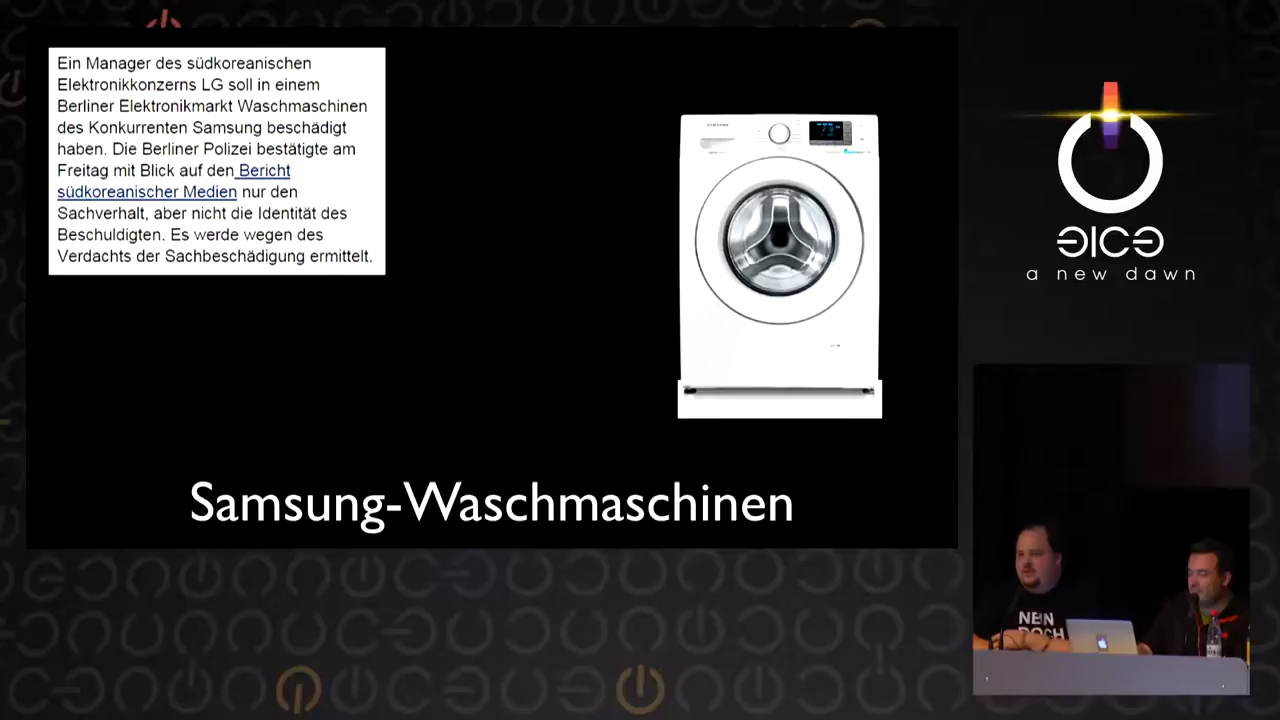 Ein Manager des südkoreanischen
Elektronikkonzerns LG soll in einem
Berliner Elektronikmarkt Waschmaschinen
des Konkurrenten Samsung beschädigt
haben. Die Berliner Polizei bestätigte am
Freitag mit Blick auf den Bericht
südkoreanischer Medien nur den
Sachverhalt, aber nicht die Identität des
Beschuldigten. Es werde wegen des
Verdachts der Sachbeschädigung ermittelt.
SAMSUNG
Samsung-Waschmaschinen
a new dawn
NEIN
DOCH